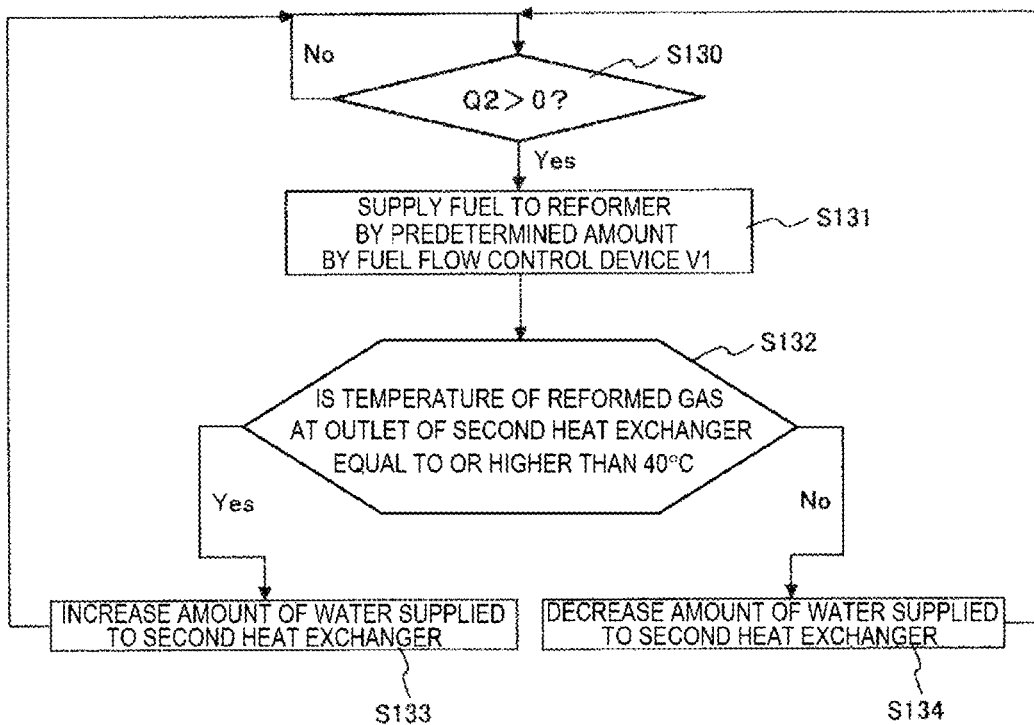 No
S130
Q2>0?
Yes
SUPPLY FUEL TO REFORMER
BY PREDETERMINED AMOUNT
BY FUEL FLOW CONTROL DEVICE V1
S131
S132
IS TEMPERATURE OF REFORMED GAS
AT OUTLET OF SECOND HEAT EXCHANGER
EQUAL TO OR HIGHER THAN 40°C
Yes
No
INCREASE AMOUNT OF WATER SUPPLIED
TO SECOND HEAT EXCHANGER
DECREASE AMOUNT OF WATER SUPPLIED
TO SECOND HEAT EXCHANGER
S133
S134